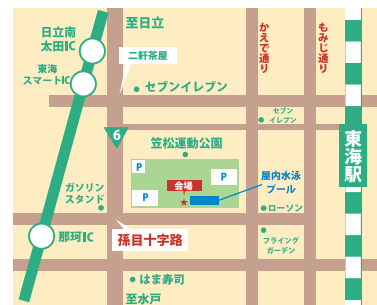 日立南
太田IC
至日立
かえで通り
もみじ通り
二軒茶屋
東海
スマートIC
セブンイレブン
セブン
イレブン
6
笠松運動公園
東海駅
P
P
P
会場
屋内水泳
プール
ガソリン
スタンド
ローソン
那珂IC
孫目十字路
フライング
ガーデン
はま寿司
至水戸